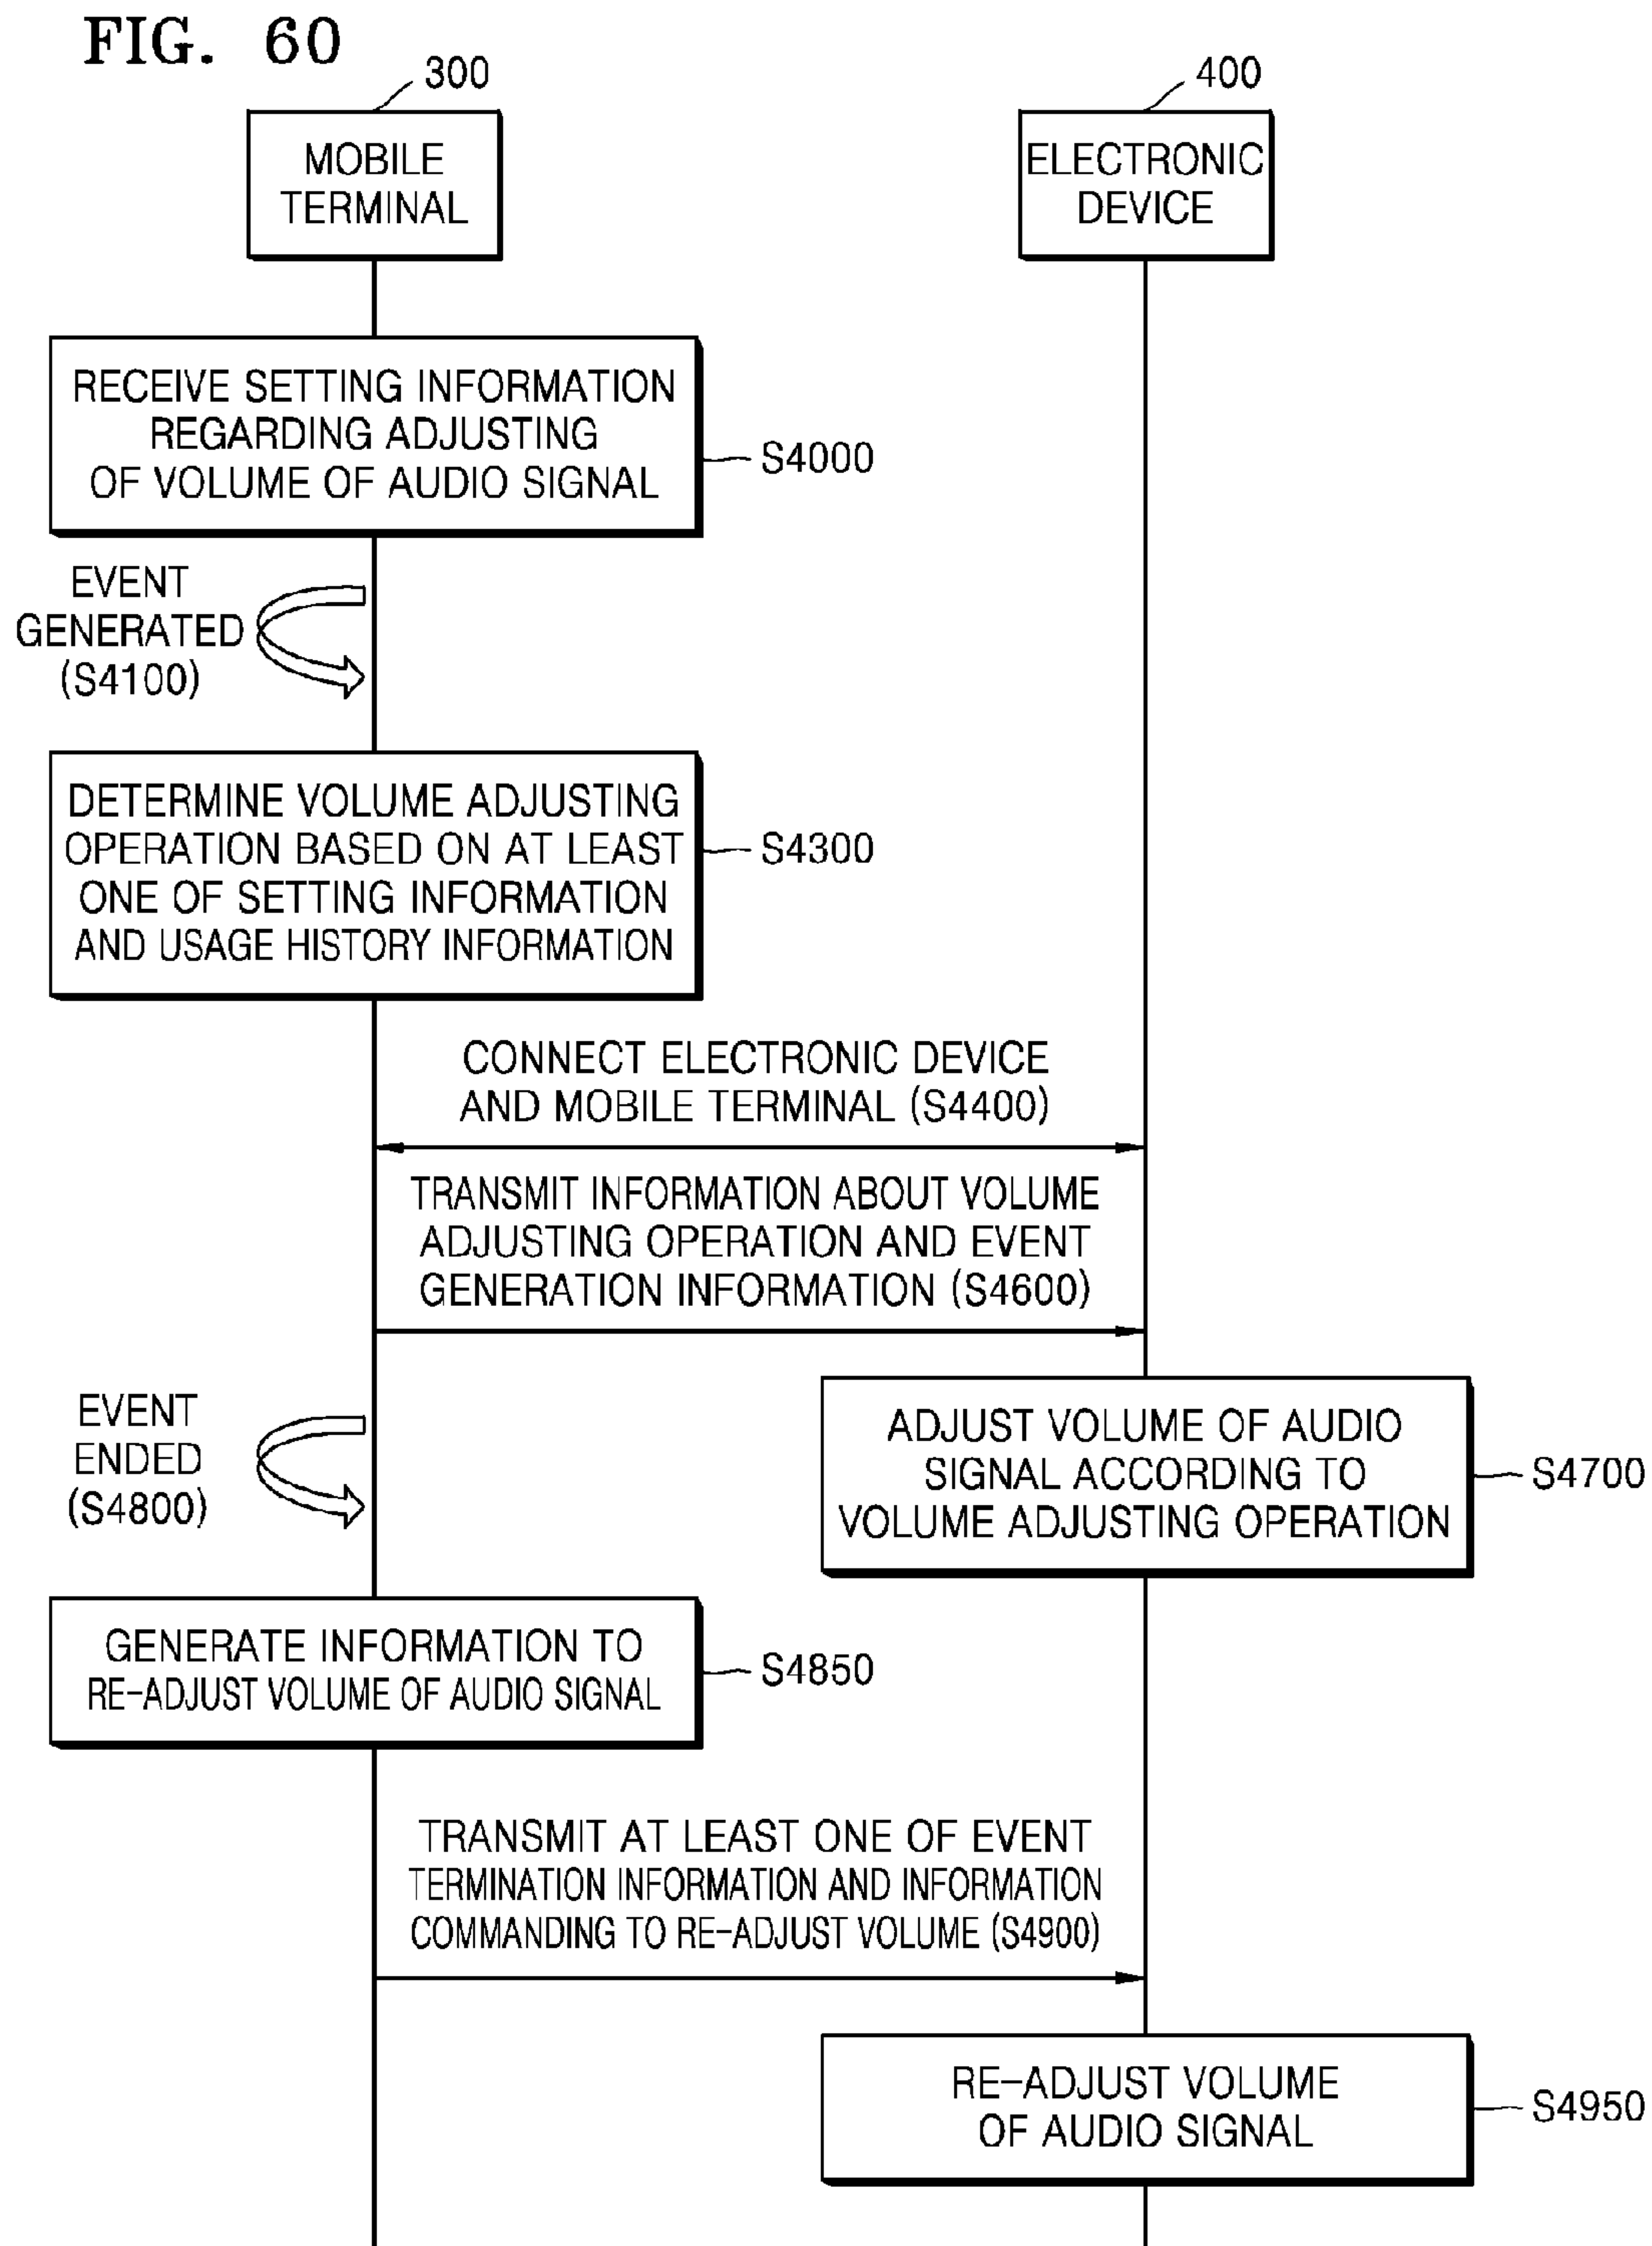 FIG. 60
300
400
MOBILE
TERMINAL
ELECTRONIC
DEVICE
RECEIVE SETTING INFORMATION
REGARDING ADJUSTING
OF VOLUME OF AUDIO SIGNAL
S4000
EVENT
GENERATED
(S4100)
DETERMINE VOLUME ADJUSTING
OPERATION BASED ON AT LEAST
ONE OF SETTING INFORMATION
AND USAGE HISTORY INFORMATION
S4300
CONNECT ELECTRONIC DEVICE
AND MOBILE TERMINAL (S4400)
TRANSMIT INFORMATION ABOUT VOLUME
ADJUSTING OPERATION AND EVENT
GENERATION INFORMATION (S4600)
ADJUST VOLUME OF AUDIO
SIGNAL ACCORDING TO
VOLUME ADJUSTING OPERATION
S4700
EVENT
ENDED
(S4800)
GENERATE INFORMATION TO
RE-ADJUST VOLUME OF AUDIO SIGNAL
S4850
TRANSMIT AT LEAST ONE OF EVENT
TERMINATION INFORMATION AND INFORMATION
COMMANDING TO RE-ADJUST VOLUME (S4900)
RE-ADJUST VOLUME
OF AUDIO SIGNAL
S4950